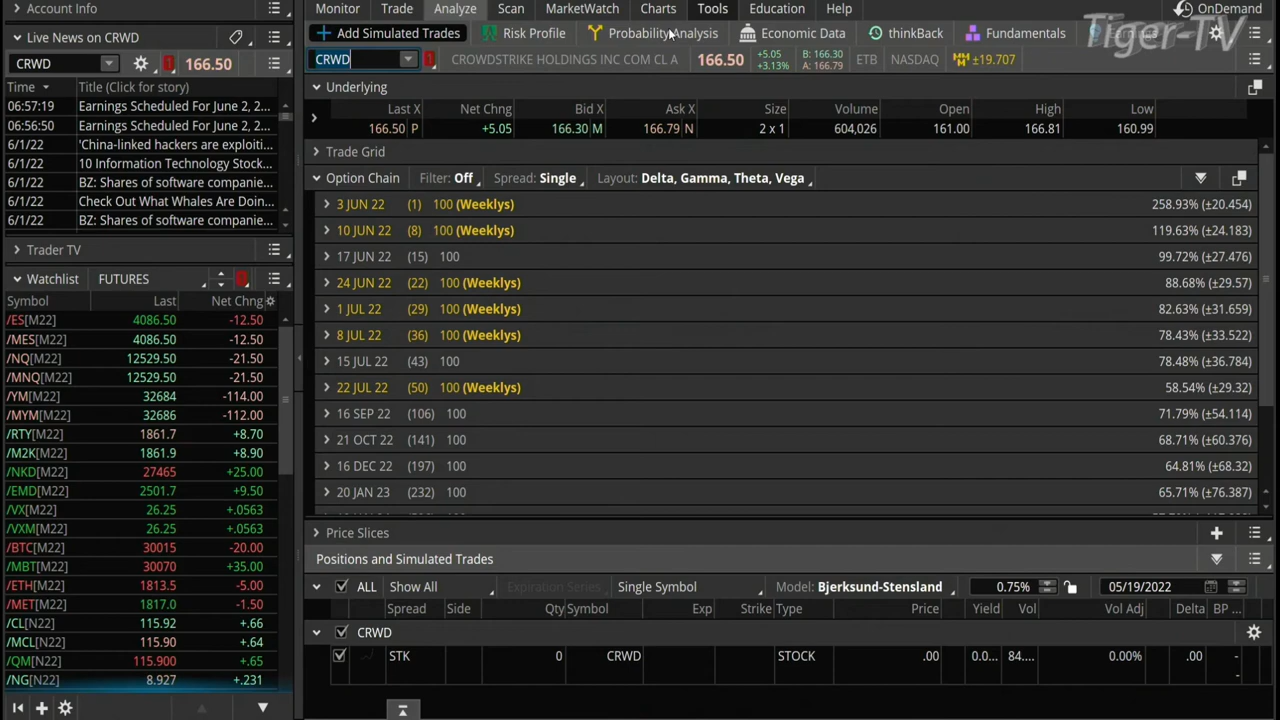 Account Info
Monitor Trade Analyze Scan MarketWatch Charts Tools Education Help OnDemand
Tiger-TV
Live News on CRWD
Add Simulated Trades Risk Profile Probability Analysis Economic Data thinkBack Fundamentals
CRWD 166.50
CRWD CROWDSTRIKE HOLDINGS INC COM CL A 166.50 +5.05 +3.13% B: 166.30 A: 166.79 ETB NASDAQ ±19.707
Time Title (Click for story)
06:57:19 Earnings Scheduled For June 2, 2...
06:56:50 Earnings Scheduled For June 2, 2...
6/1/22 'China-linked hackers are exploiti...
6/1/22 10 Information Technology Stock...
6/1/22 BZ: Shares of software companie...
6/1/22 Check Out What Whales Are Doin...
6/1/22 BZ: Shares of software companie...
Trader TV
Watchlist FUTURES
Symbol Last Net Chng
/ES[M22] 4086.50 -12.50
/MES[M22] 4086.50 -12.50
/NQ[M22] 12529.50 -21.50
/MNQ[M22] 12529.50 -21.50
/YM[M22] 32684 -114.00
/MYM[M22] 32686 -112.00
/RTY[M22] 1861.7 +8.70
/M2K[M22] 1861.9 +8.90
/NKD[M22] 27465 +25.00
/EMD[M22] 2501.7 +9.50
/VX[M22] 26.25 +.0563
/VXM[M22] 26.25 +.0563
/BTC[M22] 30015 -20.00
/MBT[M22] 30070 +35.00
/ETH[M22] 1813.5 -5.00
/MET[M22] 1817.0 -1.50
/CL[N22] 115.92 +.66
/MCL[N22] 115.90 +.64
/QM[N22] 115.900 +.65
/NG[N22] 8.927 +.231
Underlying
Last X Net Chng Bid X Ask X Size Volume Open High Low
166.50 P +5.05 166.30 M 166.79 N 2 x 1 604,026 161.00 166.81 160.99
Trade Grid
Option Chain Filter: Off Spread: Single Layout: Delta, Gamma, Theta, Vega
3 JUN 22 (1) 100 (Weeklys) 258.93% (±20.454)
10 JUN 22 (8) 100 (Weeklys) 119.63% (±24.183)
17 JUN 22 (15) 100 99.72% (±27.476)
24 JUN 22 (22) 100 (Weeklys) 88.68% (±29.57)
1 JUL 22 (29) 100 (Weeklys) 82.63% (±31.659)
8 JUL 22 (36) 100 (Weeklys) 78.43% (±33.522)
15 JUL 22 (43) 100 78.48% (±36.784)
22 JUL 22 (50) 100 (Weeklys) 58.54% (±29.32)
16 SEP 22 (106) 100 71.79% (±54.114)
21 OCT 22 (141) 100 68.71% (±60.376)
16 DEC 22 (197) 100 64.81% (±68.32)
20 JAN 23 (232) 100 65.71% (±76.387)
Price Slices
Positions and Simulated Trades
ALL Show All Expiration Series Single Symbol Model: Bjerksund-Stensland 0.75% 05/19/2022
Spread Side Qty Symbol Exp Strike Type Price Yield Vol Vol Adj Delta BP ...
CRWD
STK 0 CRWD STOCK .00 0.0... 84.... 0.00% .00 -
-